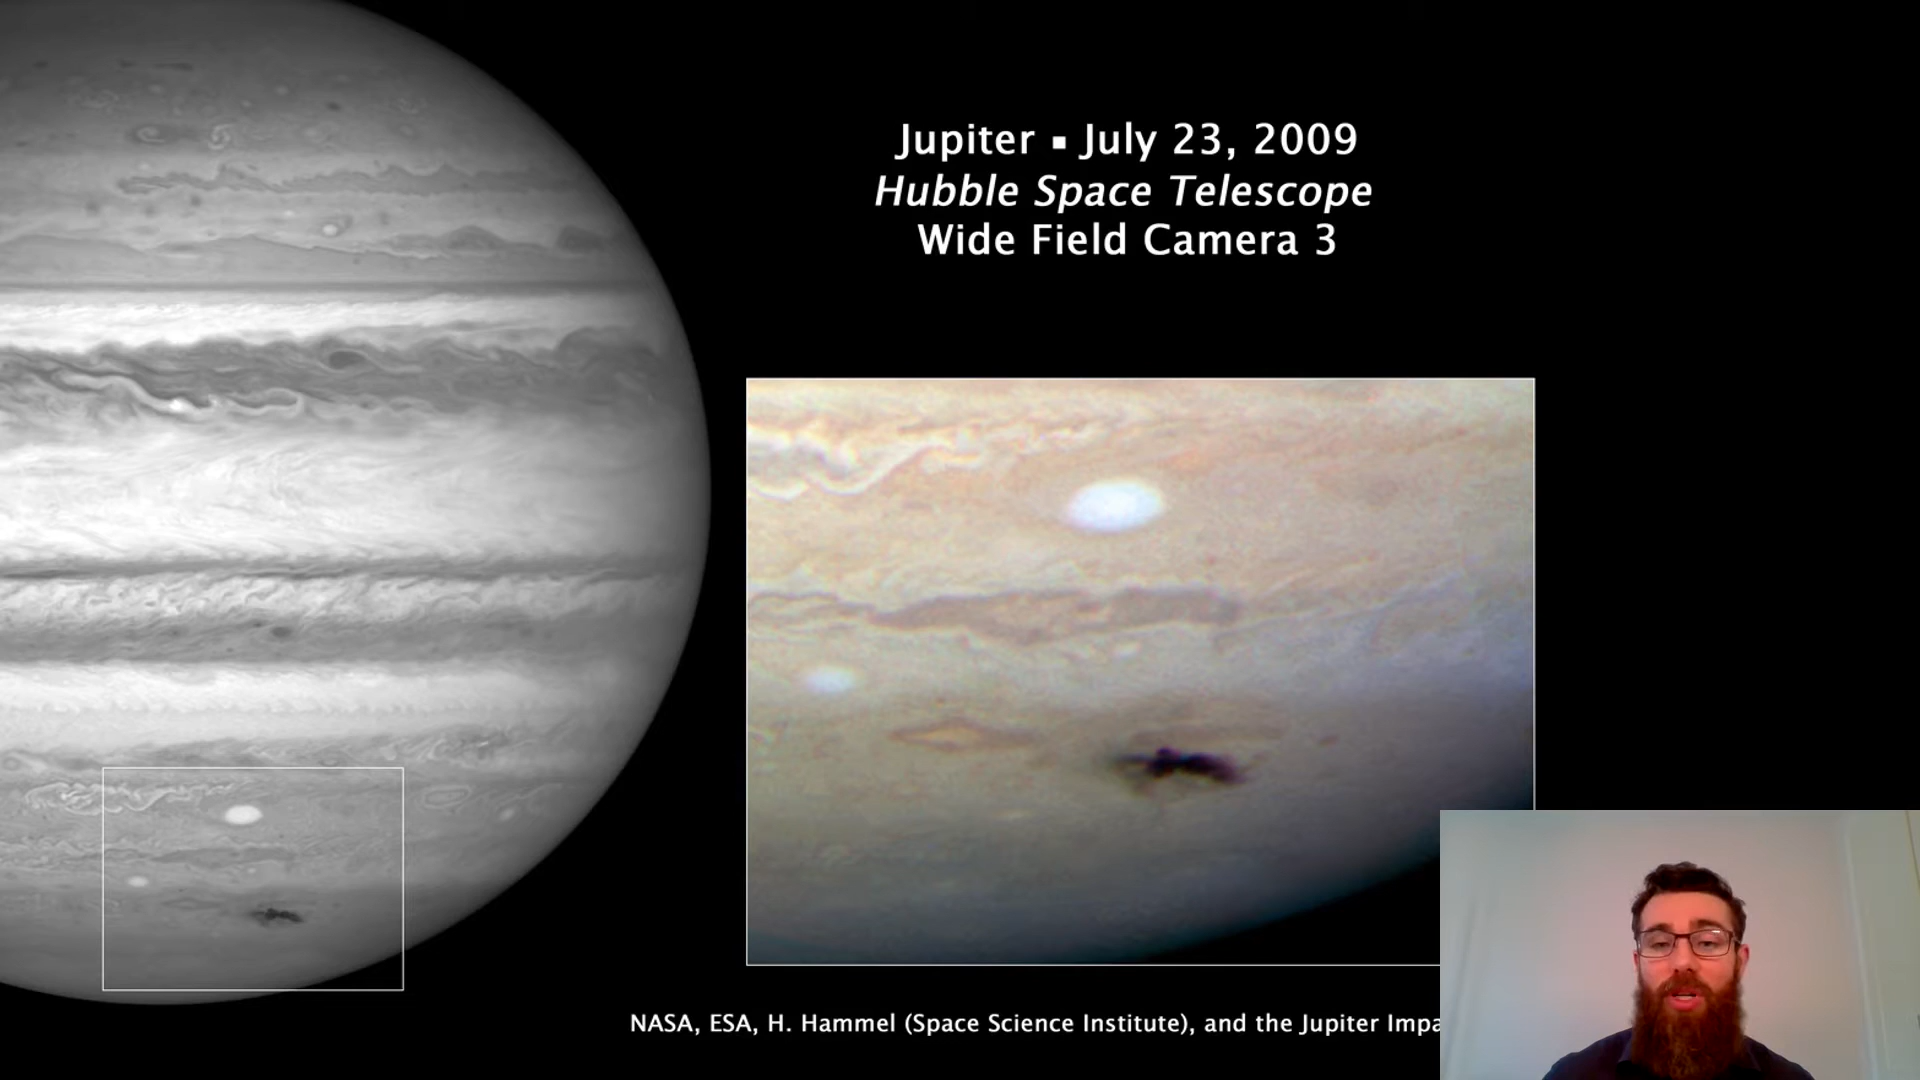 Jupiter ▪ July 23, 2009
Hubble Space Telescope
Wide Field Camera 3
NASA, ESA, H. Hammel (Space Science Institute), and the Jupiter Impa